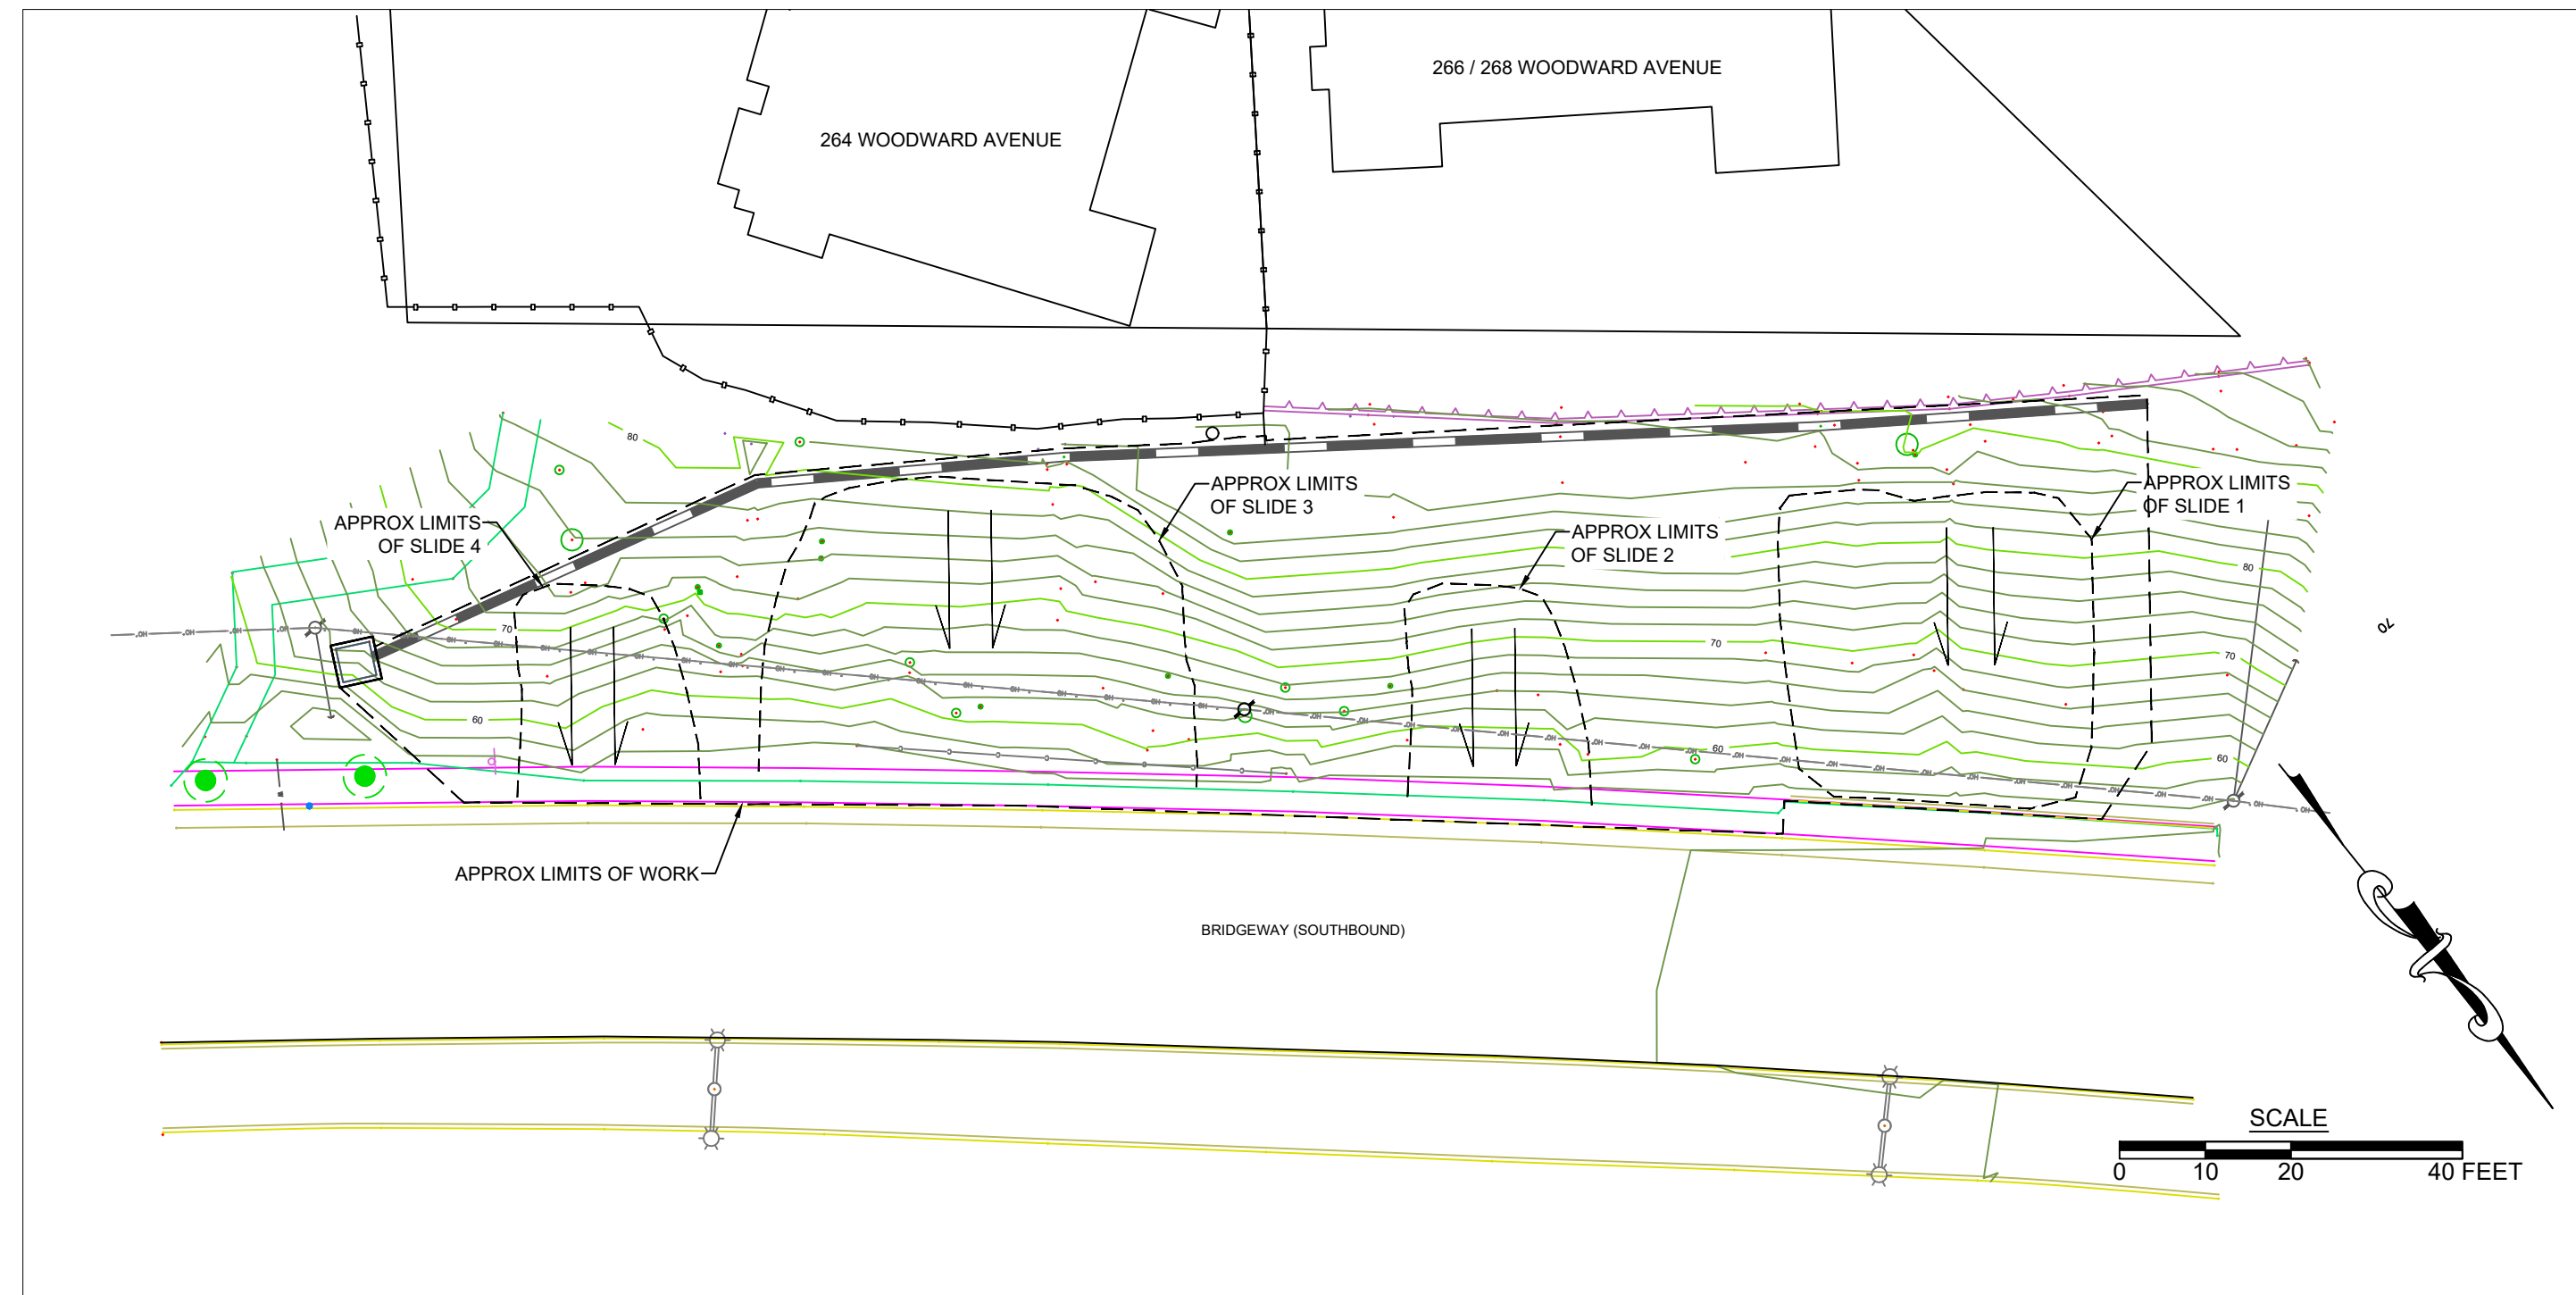 266 / 268 WOODWARD AVENUE
264 WOODWARD AVENUE
80
APPROX LIMITS
OF SLIDE 4
APPROX LIMITS
OF SLIDE 3
APPROX LIMITS
OF SLIDE 2
APPROX LIMITS
OF SLIDE 1
80
70
70
70
70
60
60
60
APPROX LIMITS OF WORK
BRIDGEWAY (SOUTHBOUND)
SCALE
0 10 20 40 FEET